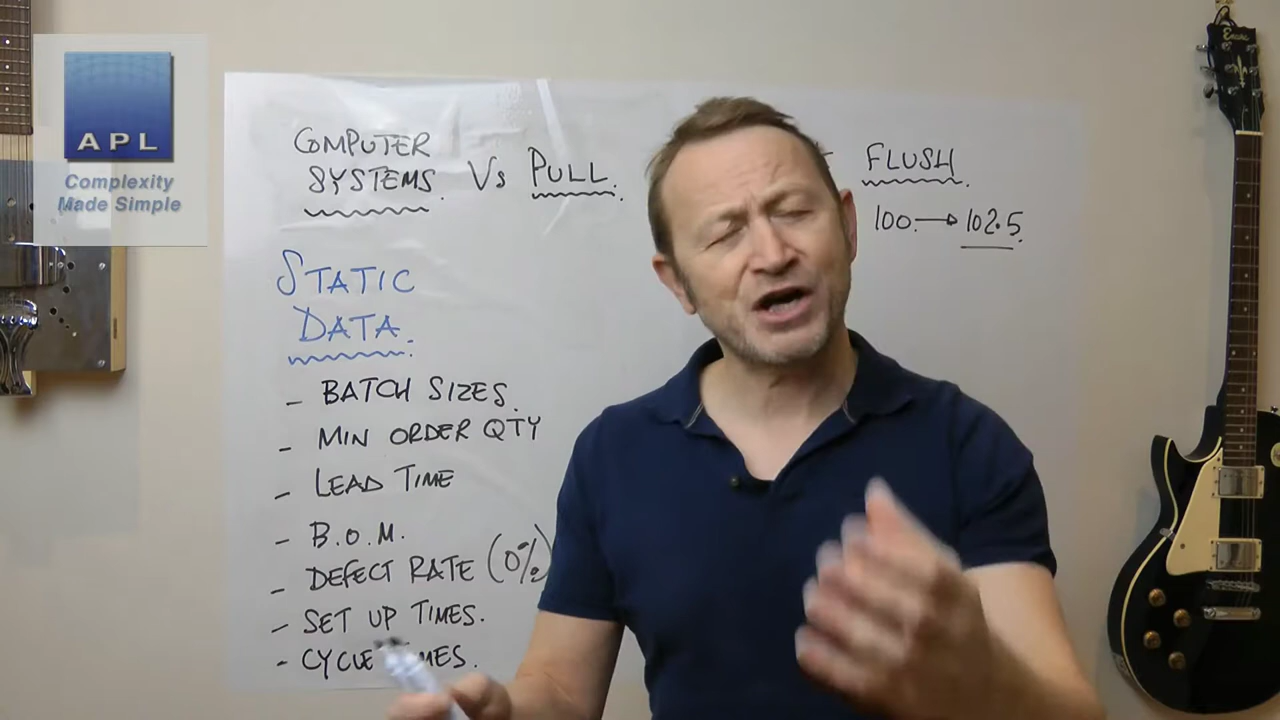 APL
Complexity
Made Simple
COMPUTER
SYSTEMS. Vs PULL.
FLUSH.
100. → 102.5.
STATIC
DATA.
- BATCH SIZES.
- MIN ORDER QTY
- LEAD TIME
- B.O.M.
- DEFECT RATE (0%)
- SET UP TIMES.
- CYCLE TIMES.